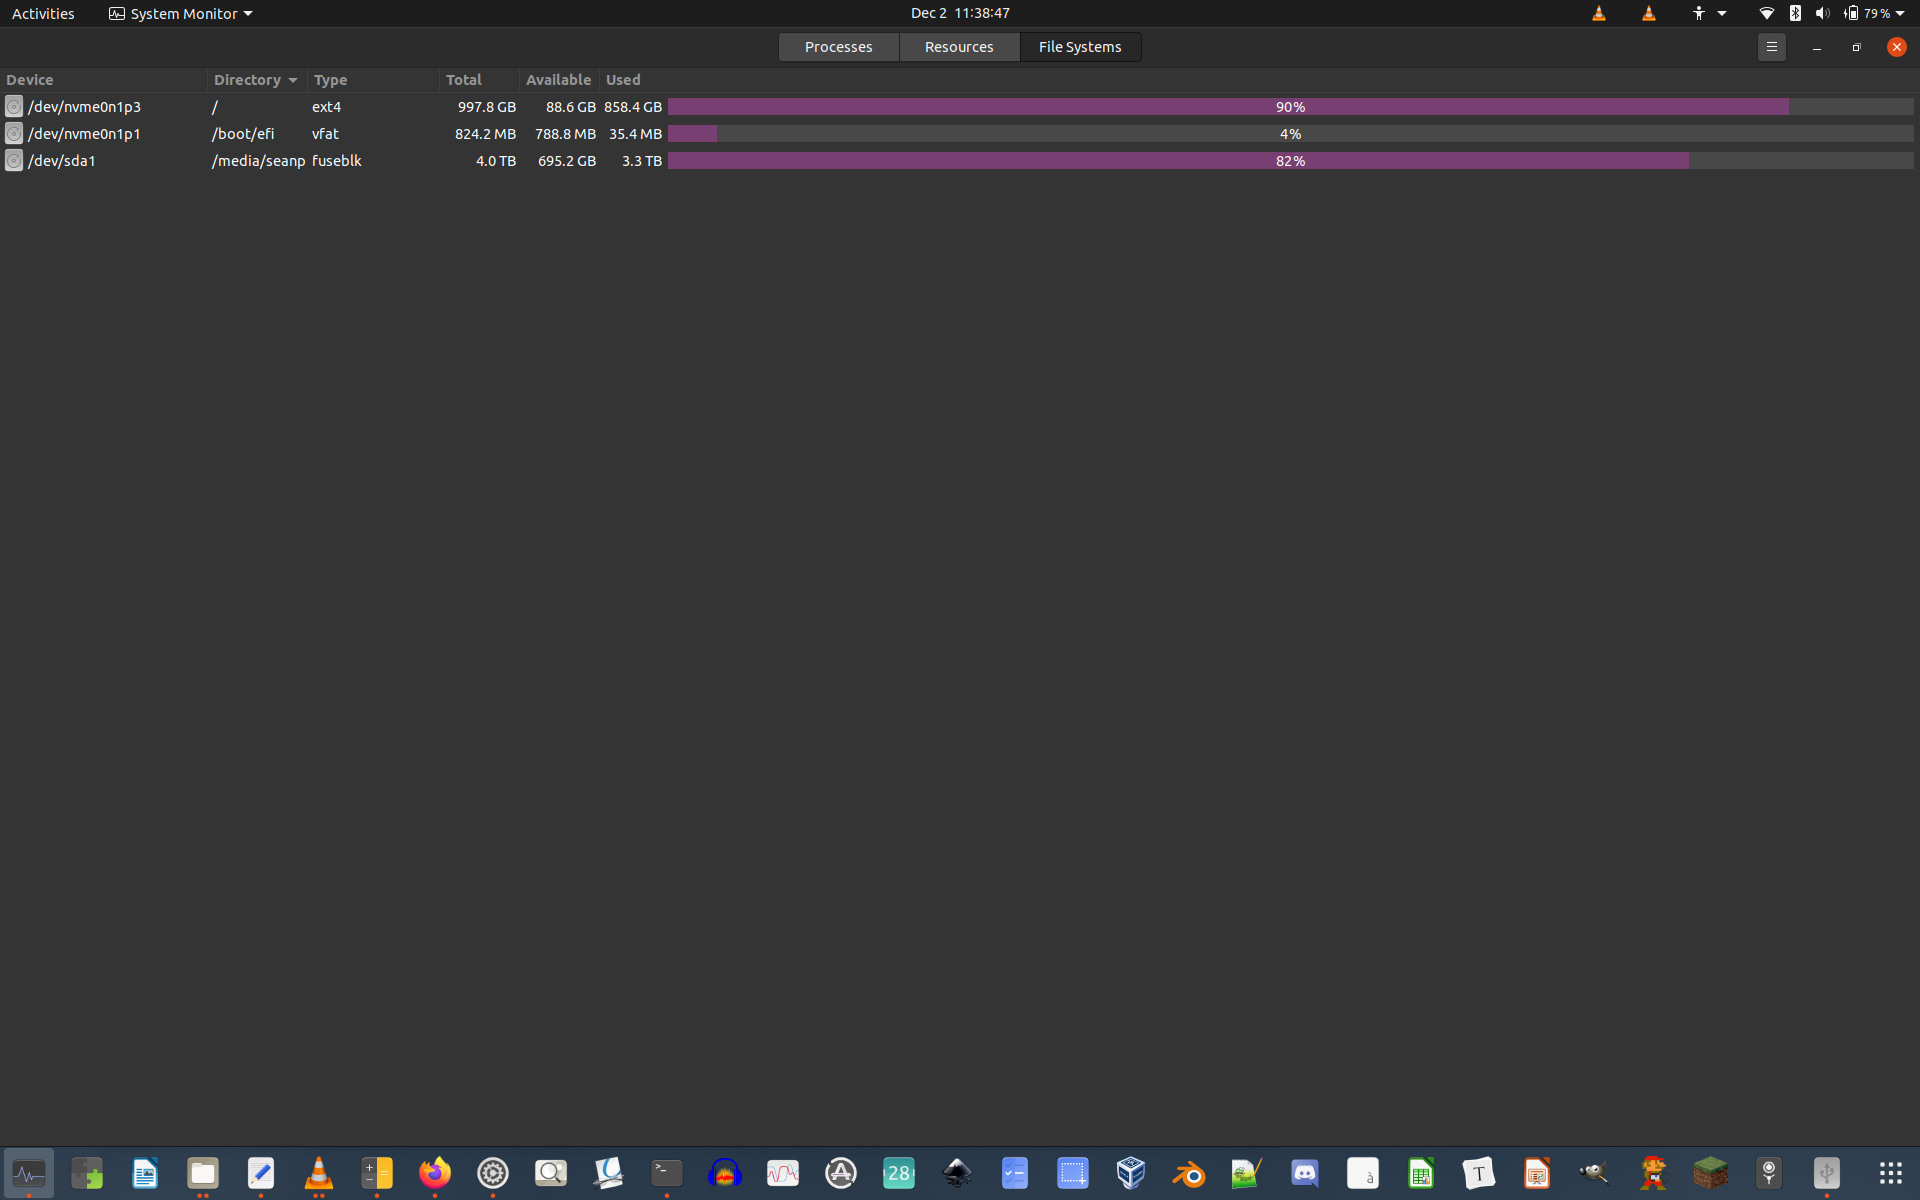 Activities System Monitor Dec 2 11:38:47 79 %
Processes Resources File Systems
Device Directory Type Total Available Used
/dev/nvme0n1p3 / ext4 997.8 GB 88.6 GB 858.4 GB 90%
/dev/nvme0n1p1 /boot/efi vfat 824.2 MB 788.8 MB 35.4 MB 4%
/dev/sda1 /media/seanp fuseblk 4.0 TB 695.2 GB 3.3 TB 82%
28 à T